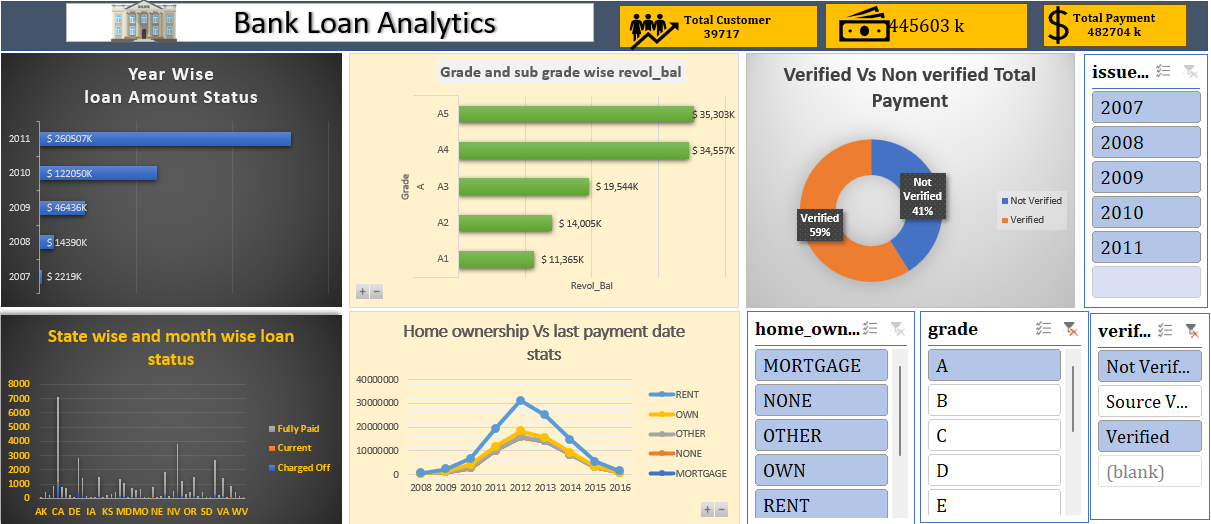 Bank Loan Analytics
Total Customer
39717
445603 k
Total Payment
482704 k
Year Wise
loan Amount Status
2011
$ 260507K
2010
$ 122050K
2009
$ 46436K
2008
$ 14390K
2007
$ 2219K
Grade and sub grade wise revol_bal
Grade
A
A5
$ 35,303K
A4
$ 34,557K
A3
$ 19,544K
A2
$ 14,005K
A1
$ 11,365K
Revol_Bal
Verified Vs Non verified Total
Payment
Not
Verified
41%
Verified
59%
Not Verified
Verified
issue...
2007
2008
2009
2010
2011
State wise and month wise loan
status
8000
7000
6000
5000
4000
3000
2000
1000
0
AK CA DE IA KS MD MO NE NV OR SD VA WV
Fully Paid
Current
Charged Off
Home ownership Vs last payment date
stats
40000000
30000000
20000000
10000000
0
2008 2009 2010 2011 2012 2013 2014 2015 2016
RENT
OWN
OTHER
NONE
MORTGAGE
home_own...
MORTGAGE
NONE
OTHER
OWN
RENT
grade
A
B
C
D
E
verif...
Not Verif...
Source V...
Verified
(blank)